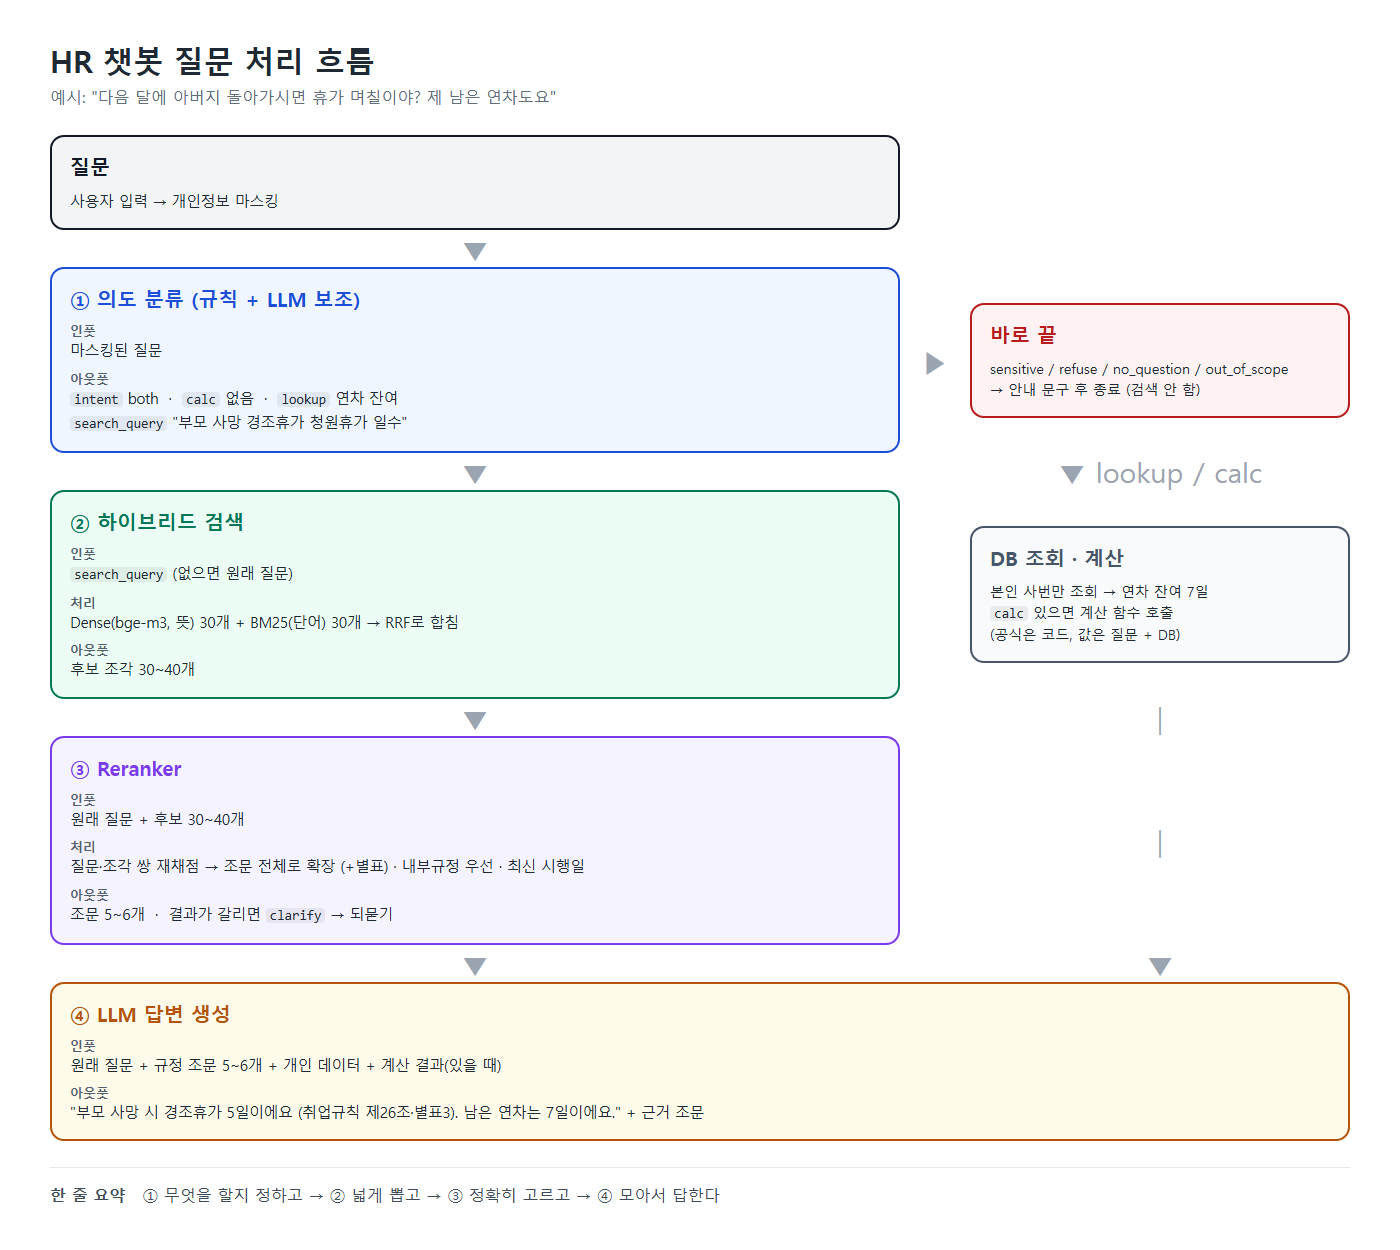 HR 챗봇 질문 처리 흐름
예시: "다음 달에 아버지 돌아가시면 휴가 며칠이야? 제 남은 연차도요"
질문
사용자 입력 → 개인정보 마스킹
▼
① 의도 분류 (규칙 + LLM 보조)
인풋
마스킹된 질문
아웃풋
intent both · calc 없음 · lookup 연차 잔여
search_query "부모 사망 경조휴가 청원휴가 일수"
▶
바로 끝
sensitive / refuse / no_question / out_of_scope
→ 안내 문구 후 종료 (검색 안 함)
▼
▼ lookup / calc
② 하이브리드 검색
인풋
search_query (없으면 원래 질문)
처리
Dense(bge-m3, 뜻) 30개 + BM25(단어) 30개 → RRF로 합침
아웃풋
후보 조각 30~40개
DB 조회 · 계산
본인 사번만 조회 → 연차 잔여 7일
calc 있으면 계산 함수 호출
(공식은 코드, 값은 질문 + DB)
▼
│
③ Reranker
인풋
원래 질문 + 후보 30~40개
처리
질문·조각 쌍 재채점 → 조문 전체로 확장 (+별표) · 내부규정 우선 · 최신 시행일
아웃풋
조문 5~6개 · 결과가 갈리면 clarify → 되묻기
│
▼
▼
④ LLM 답변 생성
인풋
원래 질문 + 규정 조문 5~6개 + 개인 데이터 + 계산 결과(있을 때)
아웃풋
"부모 사망 시 경조휴가 5일이에요 (취업규칙 제26조·별표3). 남은 연차는 7일이에요." + 근거 조문
한 줄 요약 ① 무엇을 할지 정하고 → ② 넓게 뽑고 → ③ 정확히 고르고 → ④ 모아서 답한다